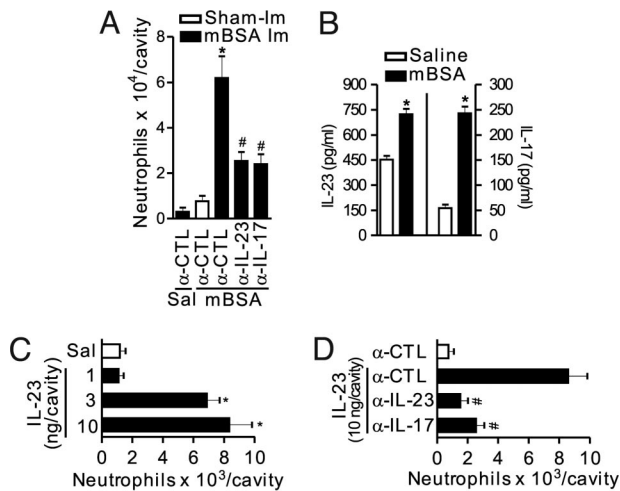 A
Sham-Im
mBSA Im
Neutrophils x 10⁴/cavity
8
6
4
2
0
*
#
#
α-CTL
α-CTL
α-CTL
α-IL-23
α-IL-17
Sal
mBSA
B
Saline
mBSA
IL-23 (pg/ml)
900
750
600
450
300
150
0
*
*
300
250
200
150
100
50
0
IL-17 (pg/ml)
C
IL-23
(ng/cavity)
Sal
1
3
10
*
*
0 2 4 6 8 10
Neutrophils x 10³/cavity
D
IL-23
(10 ng/cavity)
α-CTL
α-CTL
α-IL-23
α-IL-17
#
#
0 2 4 6 8 10
Neutrophils x 10³/cavity